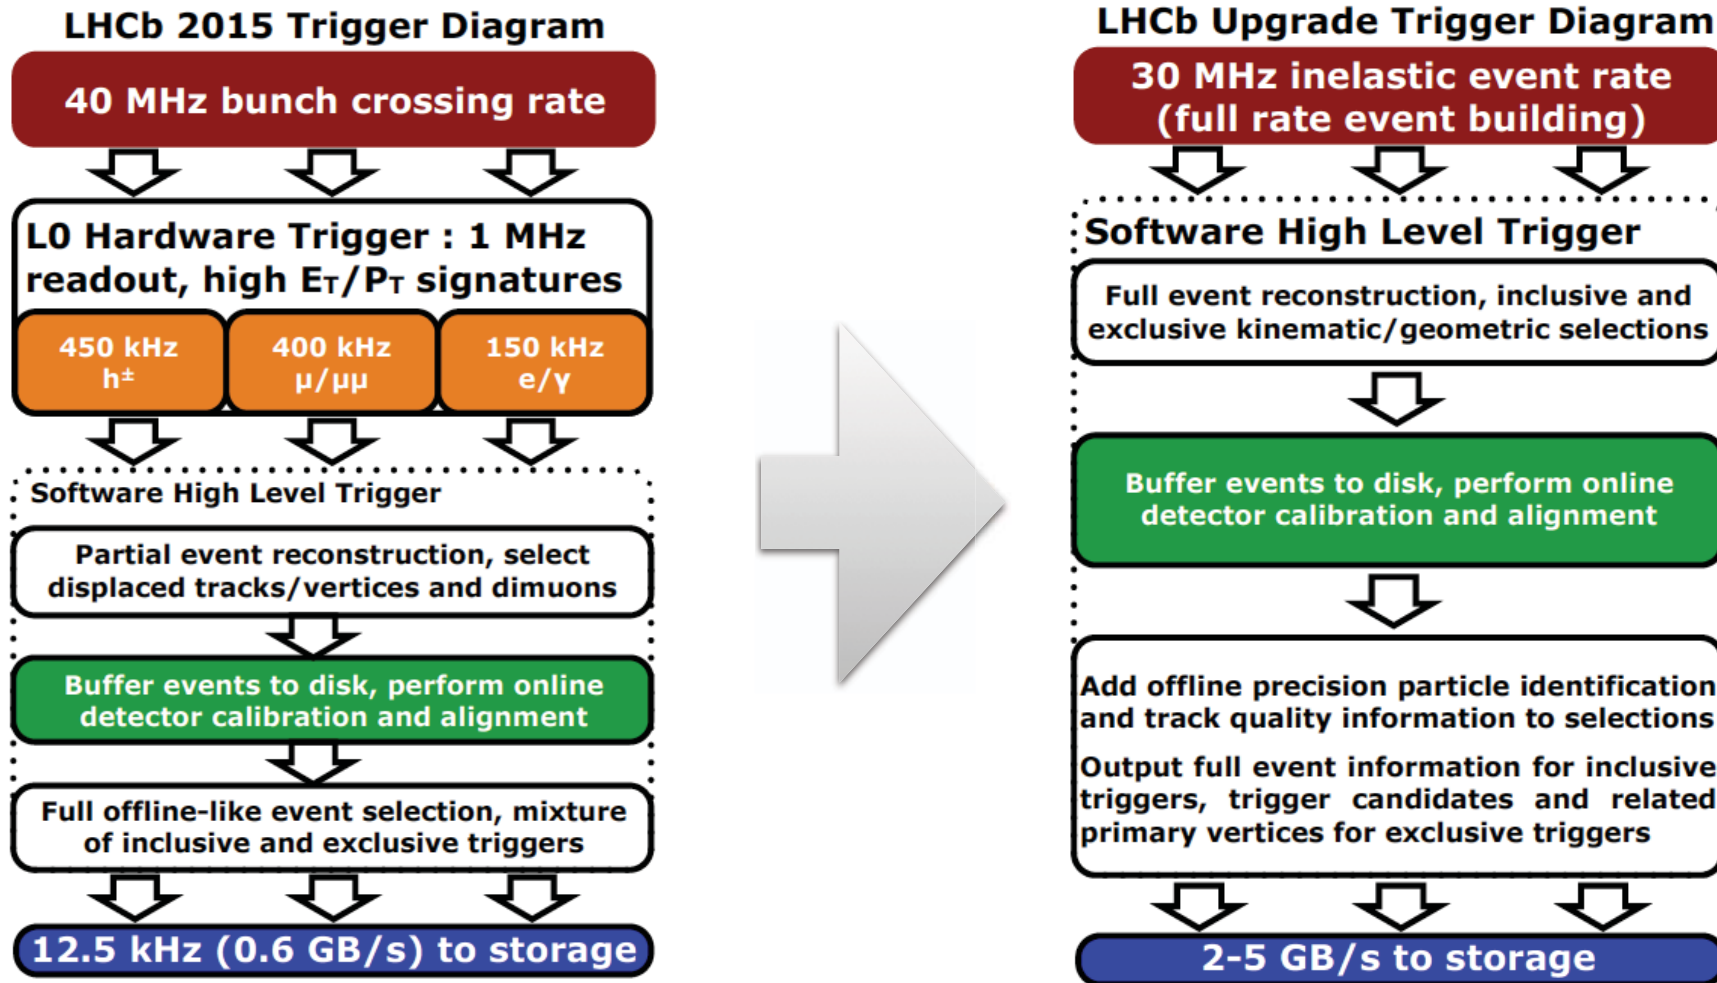 LHCb 2015 Trigger Diagram
40 MHz bunch crossing rate
L0 Hardware Trigger : 1 MHz
readout, high Eᴛ/Pᴛ signatures
450 kHz
h±
400 kHz
µ/µµ
150 kHz
e/γ
Software High Level Trigger
Partial event reconstruction, select
displaced tracks/vertices and dimuons
Buffer events to disk, perform online
detector calibration and alignment
Full offline-like event selection, mixture
of inclusive and exclusive triggers
12.5 kHz (0.6 GB/s) to storage
LHCb Upgrade Trigger Diagram
30 MHz inelastic event rate
(full rate event building)
Software High Level Trigger
Full event reconstruction, inclusive and
exclusive kinematic/geometric selections
Buffer events to disk, perform online
detector calibration and alignment
Add offline precision particle identification
and track quality information to selections
Output full event information for inclusive
triggers, trigger candidates and related
primary vertices for exclusive triggers
2-5 GB/s to storage